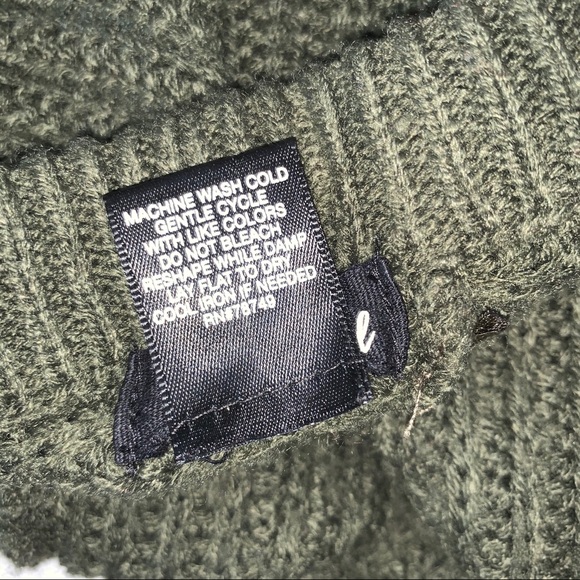 MACHINE WASH COLD
GENTLE CYCLE
WITH LIKE COLORS
DO NOT BLEACH
RESHAPE WHILE DAMP
LAY FLAT TO DRY
COOL IRON IF NEEDED
RN#78749